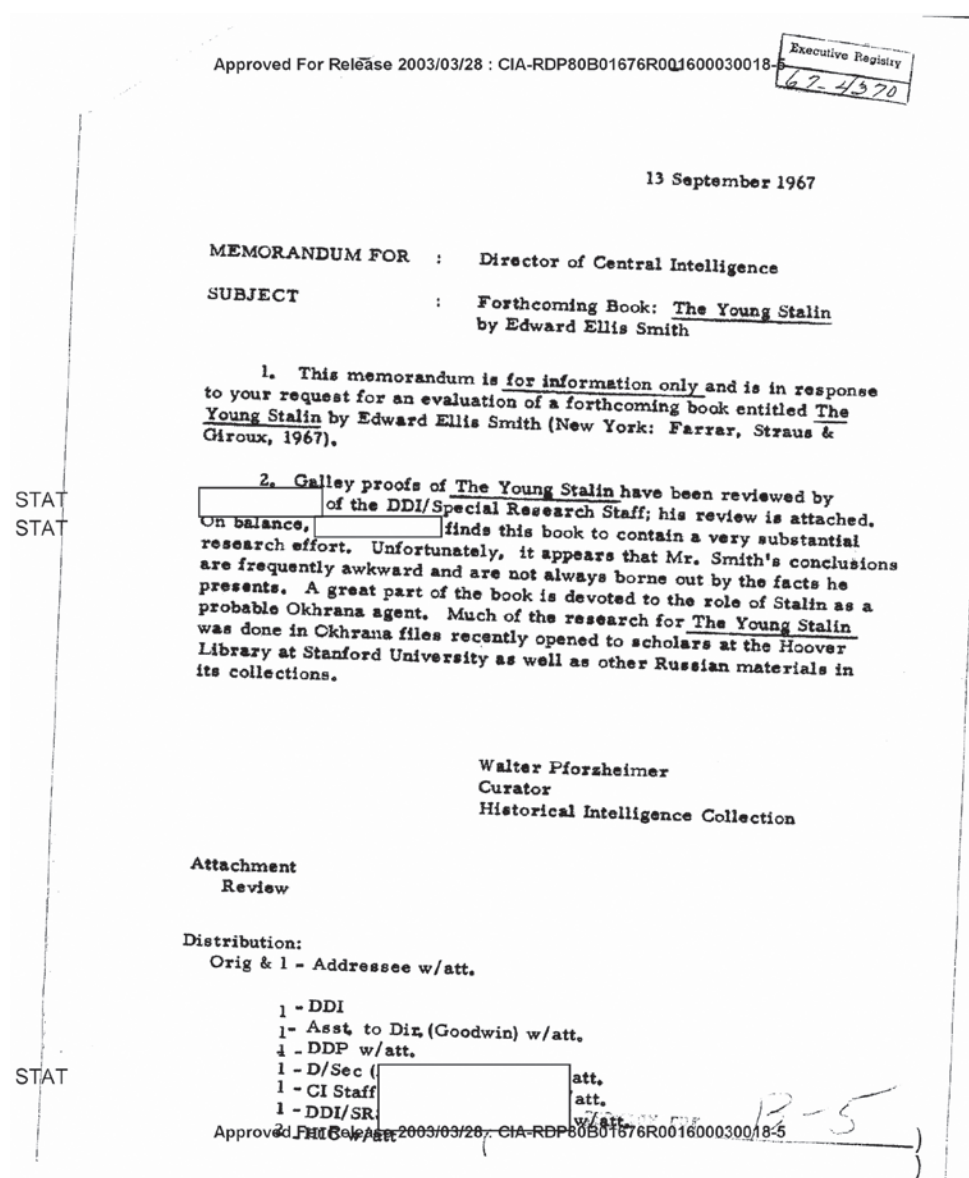 Approved For Release 2003/03/28 : CIA-RDP80B01676R001600030018-5
Executive Registry
67-4370
13 September 1967
MEMORANDUM FOR : Director of Central Intelligence
SUBJECT : Forthcoming Book: The Young Stalin
by Edward Ellis Smith
1. This memorandum is for information only and is in response
to your request for an evaluation of a forthcoming book entitled The
Young Stalin by Edward Ellis Smith (New York: Farrar, Straus &
Giroux, 1967).
2. Galley proofs of The Young Stalin have been reviewed by
STAT of the DDI/Special Research Staff; his review is attached.
STAT On balance, finds this book to contain a very substantial
research effort. Unfortunately, it appears that Mr. Smith's conclusions
are frequently awkward and are not always borne out by the facts he
presents. A great part of the book is devoted to the role of Stalin as a
probable Okhrana agent. Much of the research for The Young Stalin
was done in Okhrana files recently opened to scholars at the Hoover
Library at Stanford University as well as other Russian materials in
its collections.
Walter Pforzheimer
Curator
Historical Intelligence Collection
Attachment
Review
Distribution:
Orig & 1 - Addressee w/att.
1 - DDI
1 - Asst. to Dir. (Goodwin) w/att.
1 - DDP w/att.
STAT 1 - D/Sec ( att.
1 - CI Staff att.
1 - DDI/SR w/att.
2 - HIC w/att
B-5
Approved For Release 2003/03/28 : CIA-RDP80B01676R001600030018-5